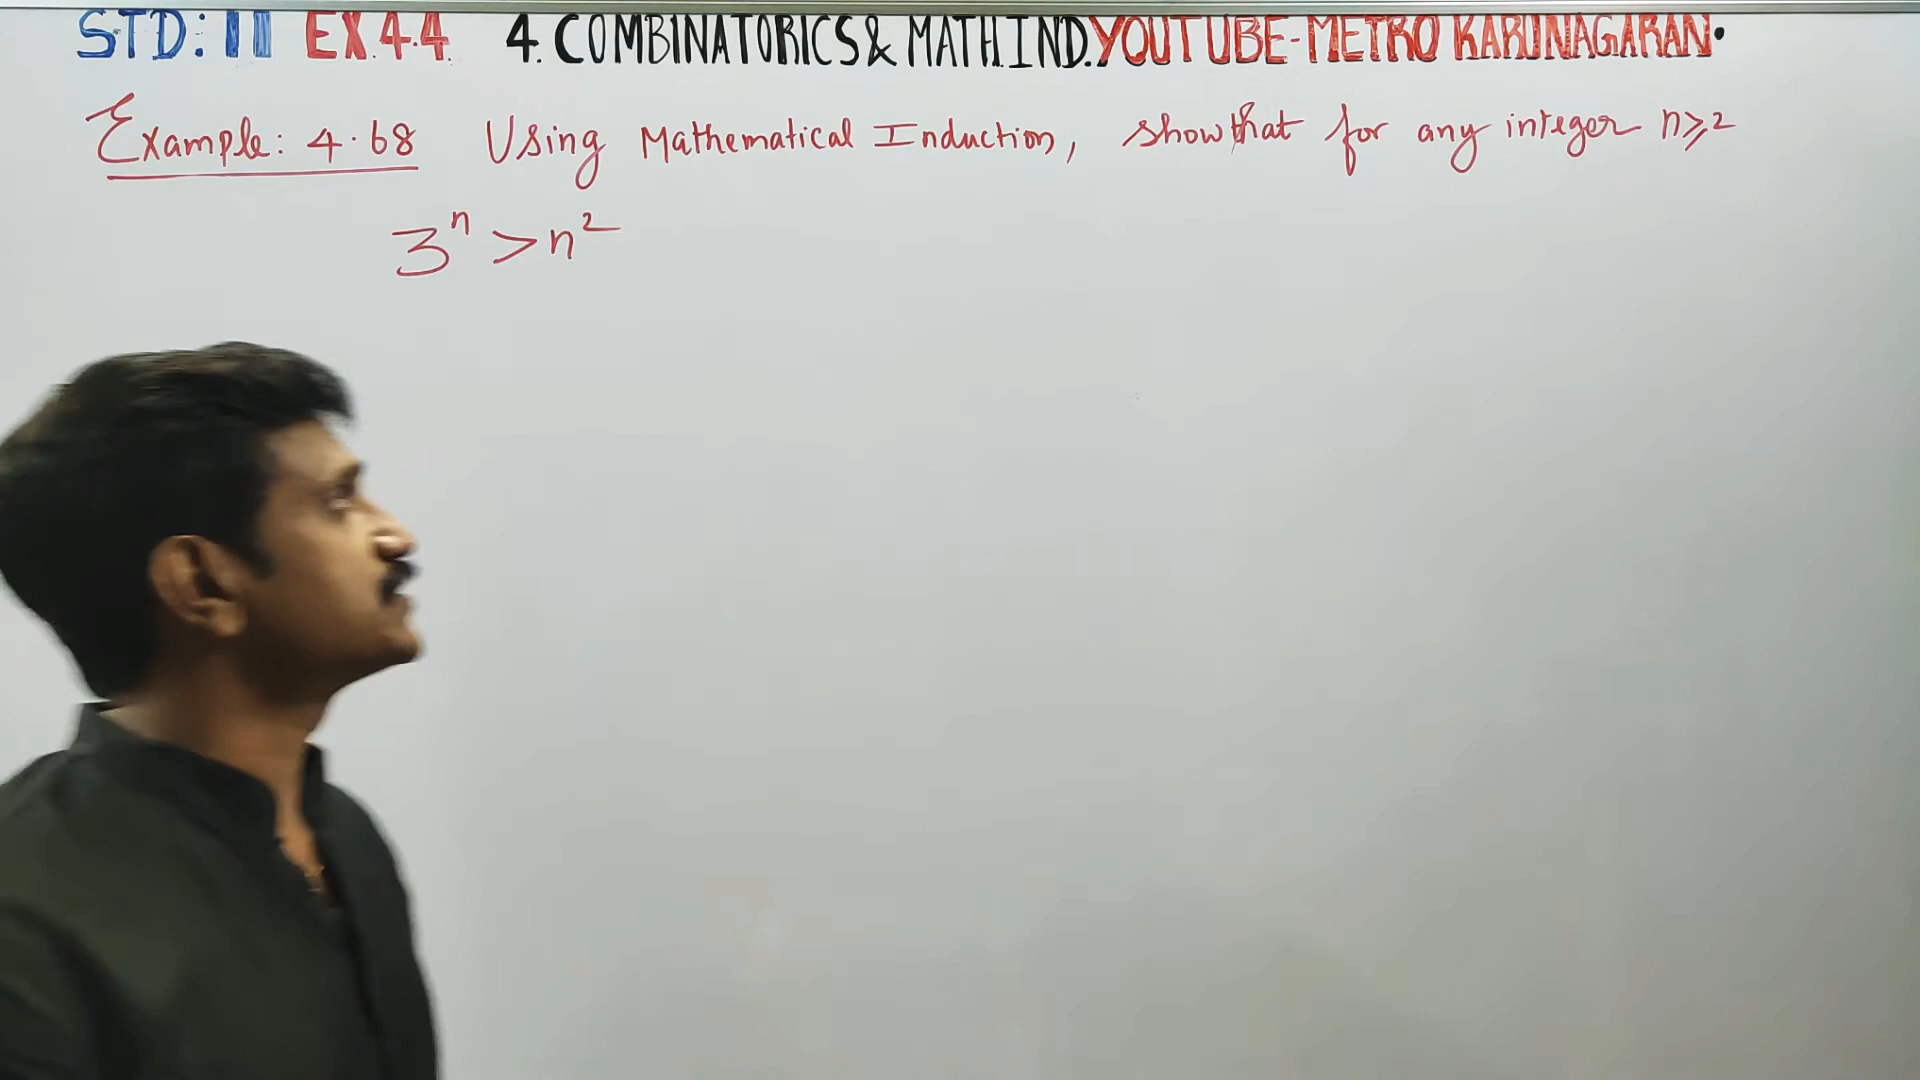 STD: 11 EX.4.4. 4. COMBINATORICS & MATH.IND. YOUTUBE-METRO KARUNAGARAN.
Example: 4.68 Using Mathematical Induction, show that for any integer n≥2
3ⁿ > n²